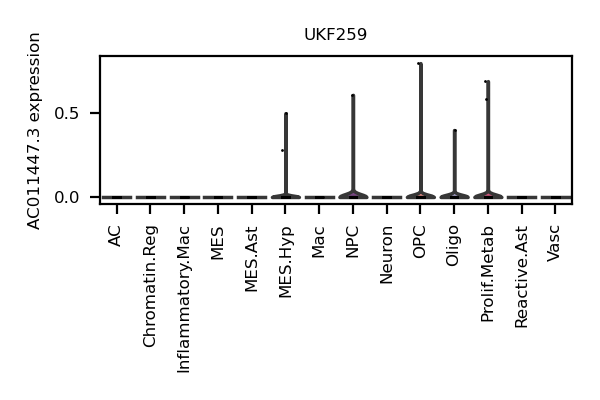 UKF259
AC011447.3 expression
0.5
0.0
AC
Chromatin.Reg
Inflammatory.Mac
MES
MES.Ast
MES.Hyp
Mac
NPC
Neuron
OPC
Oligo
Prolif.Metab
Reactive.Ast
Vasc